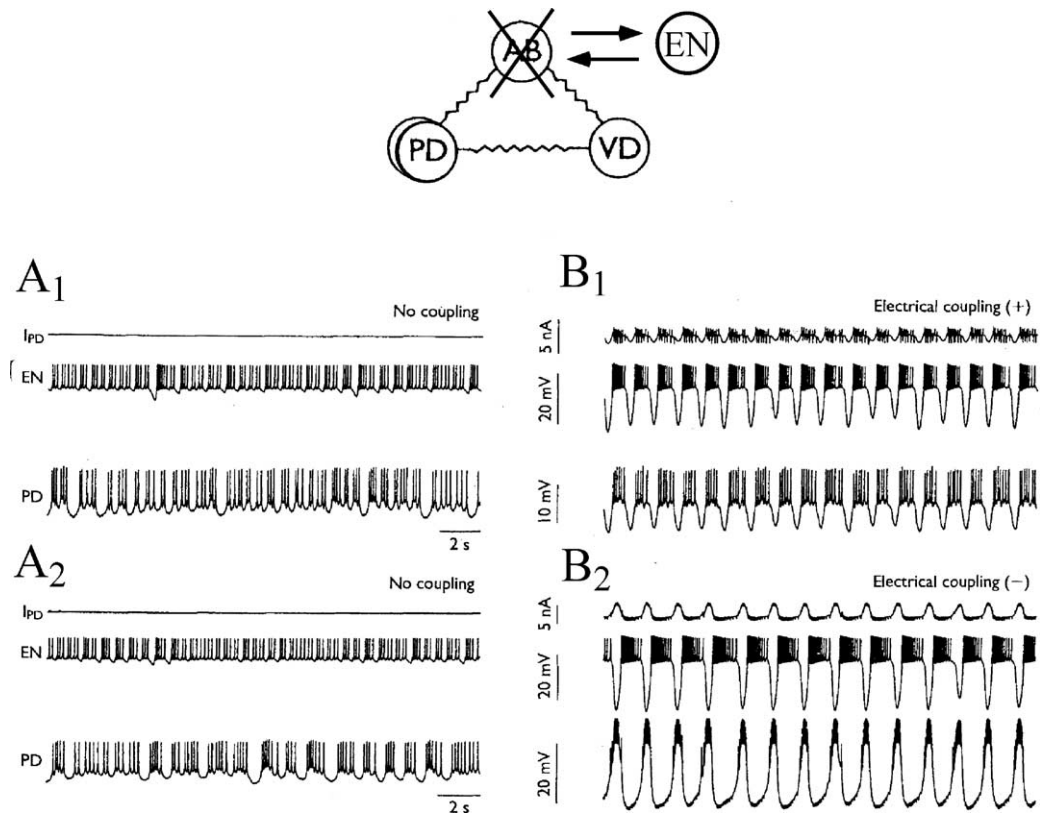 AB
EN
PD
VD
A1
No coupling
IPD
EN
PD
2 s
B1
Electrical coupling (+)
5 nA
20 mV
10 mV
A2
No coupling
IPD
EN
PD
2 s
B2
Electrical coupling (−)
5 nA
20 mV
20 mV